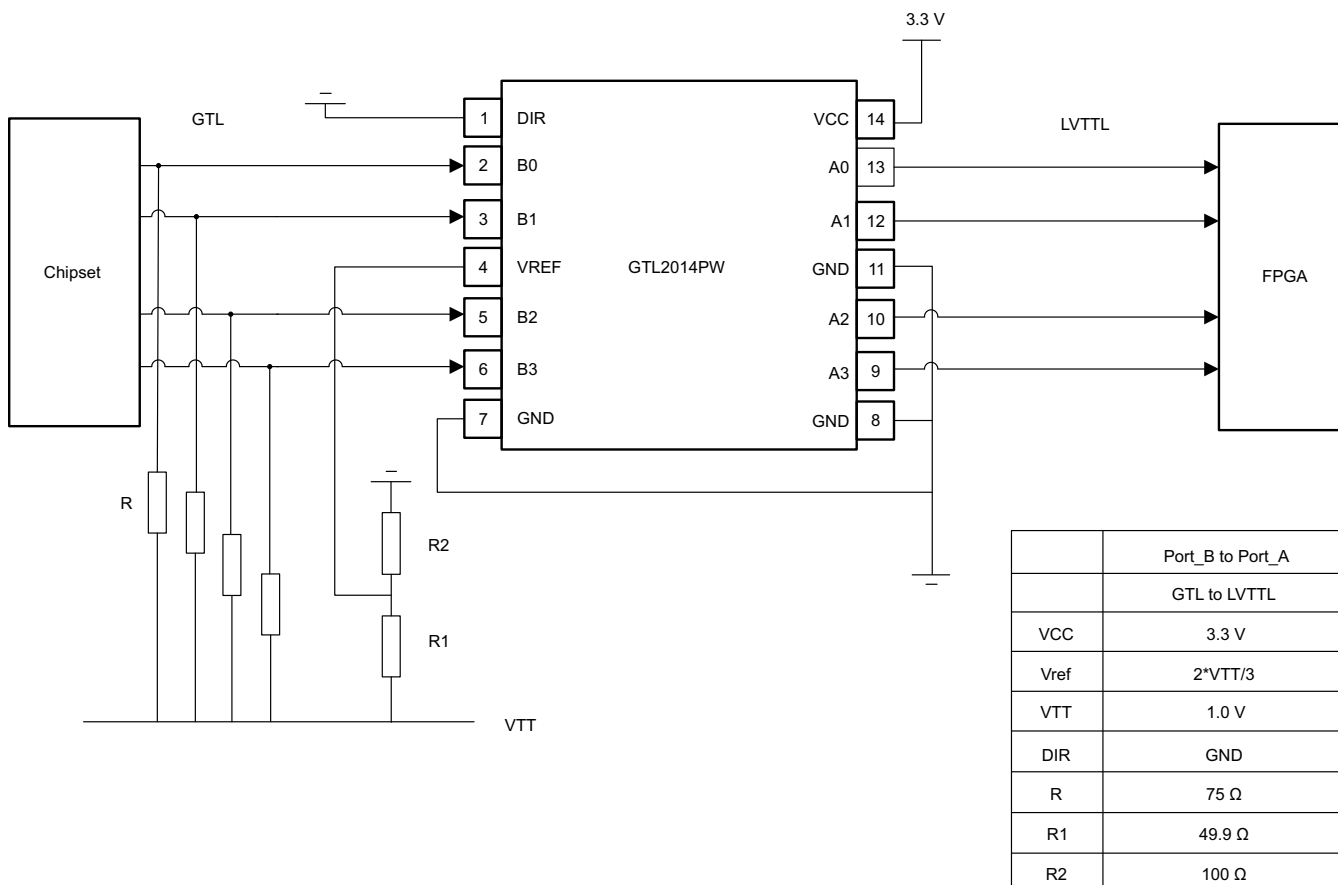 3.3 V
GTL
LVTTL
Chipset
1 DIR
2 B0
3 B1
4 VREF
5 B2
6 B3
7 GND
GTL2014PW
VCC 14
A0 13
A1 12
GND 11
A2 10
A3 9
GND 8
FPGA
R
R2
R1
VTT
Port_B to Port_A
GTL to LVTTL
VCC 3.3 V
Vref 2*VTT/3
VTT 1.0 V
DIR GND
R 75 Ω
R1 49.9 Ω
R2 100 Ω